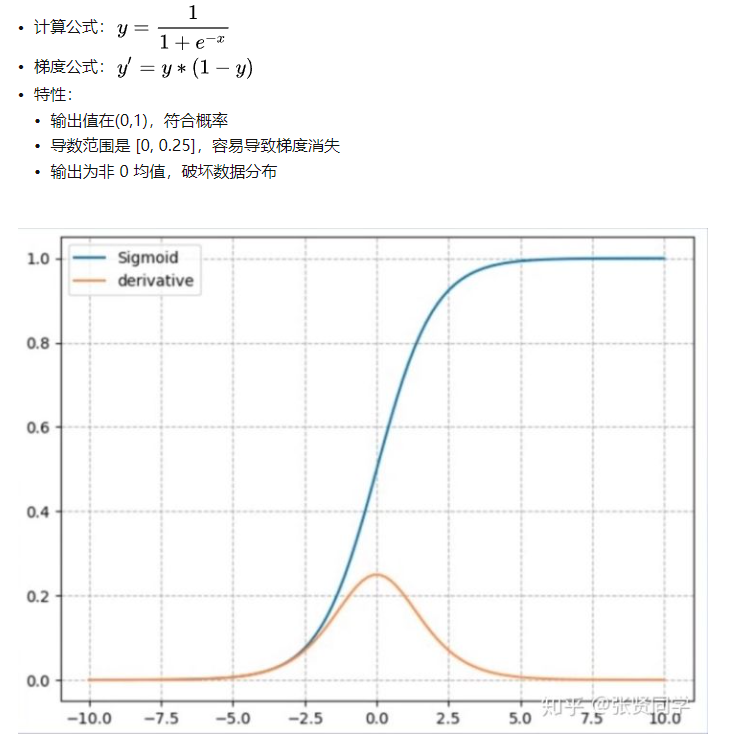 • 计算公式： y = 1 / (1 + e^{-x})
• 梯度公式： y′ = y ∗ (1 − y)
• 特性：
• 输出值在(0,1)，符合概率
• 导数范围是 [0, 0.25]，容易导致梯度消失
• 输出为非 0 均值，破坏数据分布
Sigmoid
derivative
1.0
0.8
0.6
0.4
0.2
0.0
−10.0 −7.5 −5.0 −2.5 0.0 2.5 5.0 7.5 10.0
知乎 @张贤同学